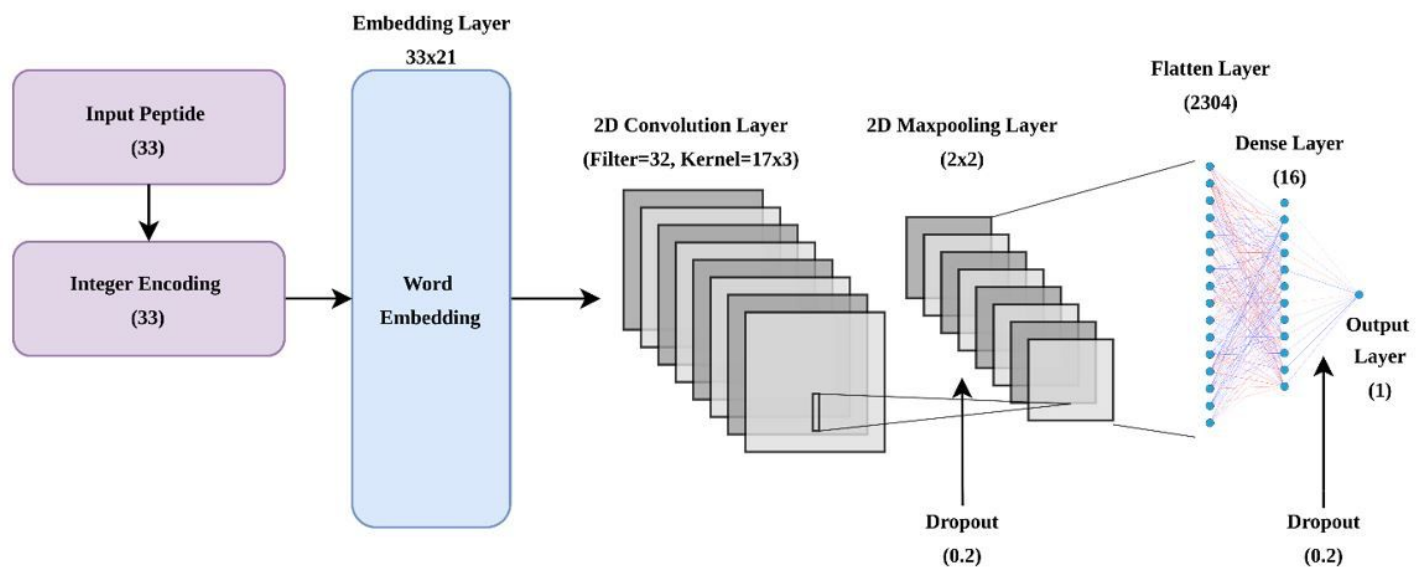 Input Peptide
(33)
Integer Encoding
(33)
Embedding Layer
33x21
Word
Embedding
2D Convolution Layer
(Filter=32, Kernel=17x3)
2D Maxpooling Layer
(2x2)
Dropout
(0.2)
Flatten Layer
(2304)
Dense Layer
(16)
Output
Layer
(1)
Dropout
(0.2)